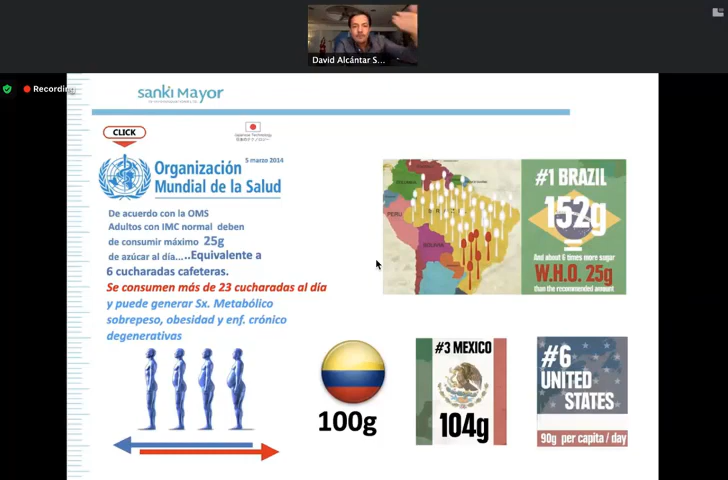 David Alcántar S...
Recording
sanki Mayor
CLICK
5 marzo 2014
Organización
Mundial de la Salud
De acuerdo con la OMS
Adultos con IMC normal deben
de consumir máximo 25g
de azúcar al día.....Equivalente a
6 cucharadas cafeteras.
Se consumen más de 23 cucharadas al día
y puede generar Sx. Metabólico
sobrepeso, obesidad y enf. crónico
degenerativas
PERU
#1 BRAZIL
152g
And about 6 times more sugar
W.H.O. 25g
than the recommended amount
100g
#3 MEXICO
104g
#6
UNITED
STATES
90g per capita / day